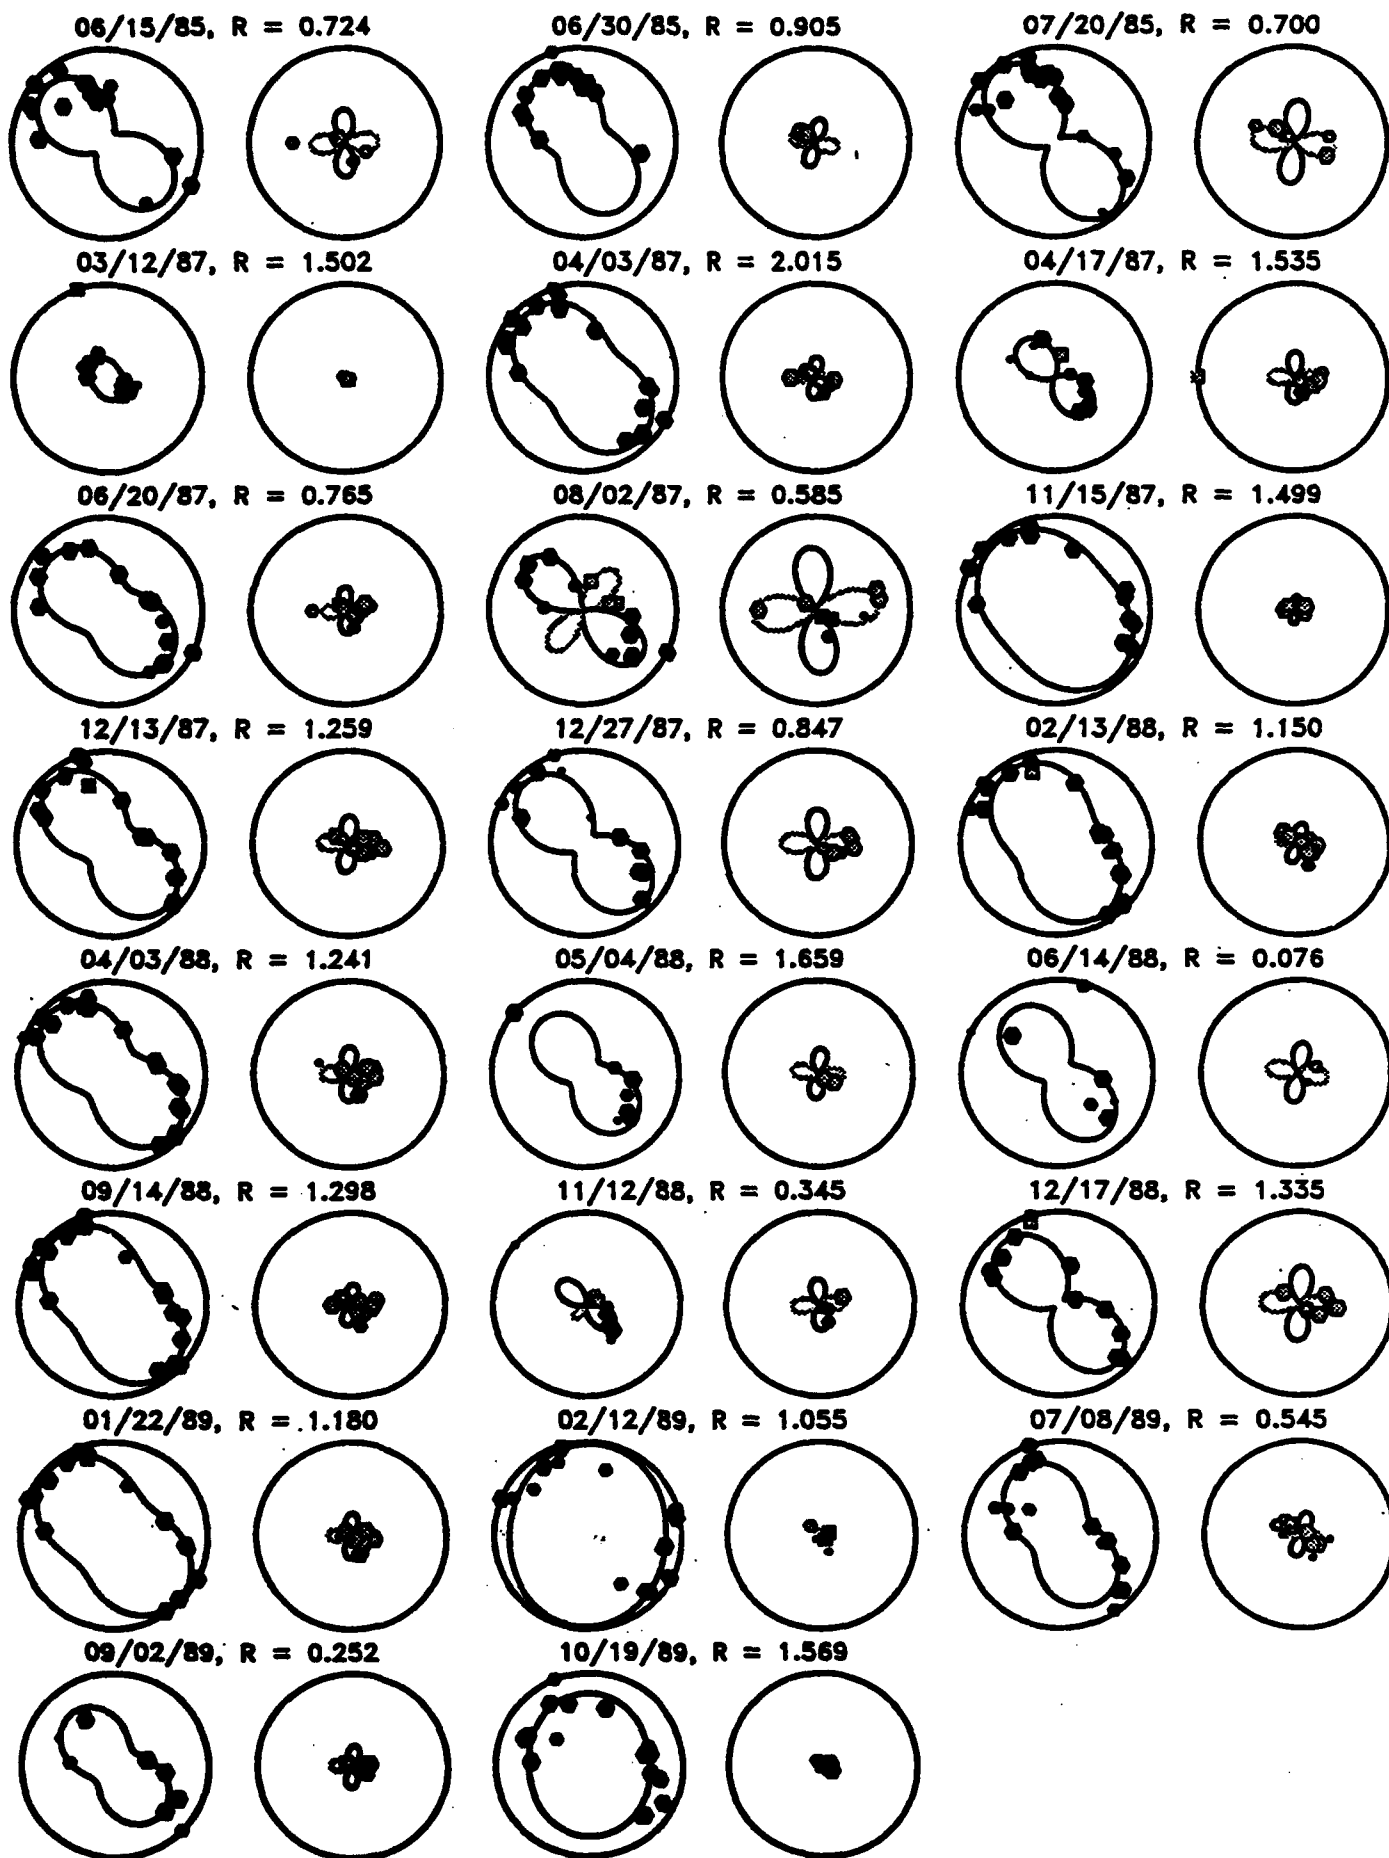 06/15/85, R = 0.724
06/30/85, R = 0.905
07/20/85, R = 0.700
03/12/87, R = 1.502
04/03/87, R = 2.015
04/17/87, R = 1.535
06/20/87, R = 0.765
08/02/87, R = 0.585
11/15/87, R = 1.499
12/13/87, R = 1.259
12/27/87, R = 0.847
02/13/88, R = 1.150
04/03/88, R = 1.241
05/04/88, R = 1.659
06/14/88, R = 0.076
09/14/88, R = 1.298
11/12/88, R = 0.345
12/17/88, R = 1.335
01/22/89, R = 1.180
02/12/89, R = 1.055
07/08/89, R = 0.545
09/02/89, R = 0.252
10/19/89, R = 1.569